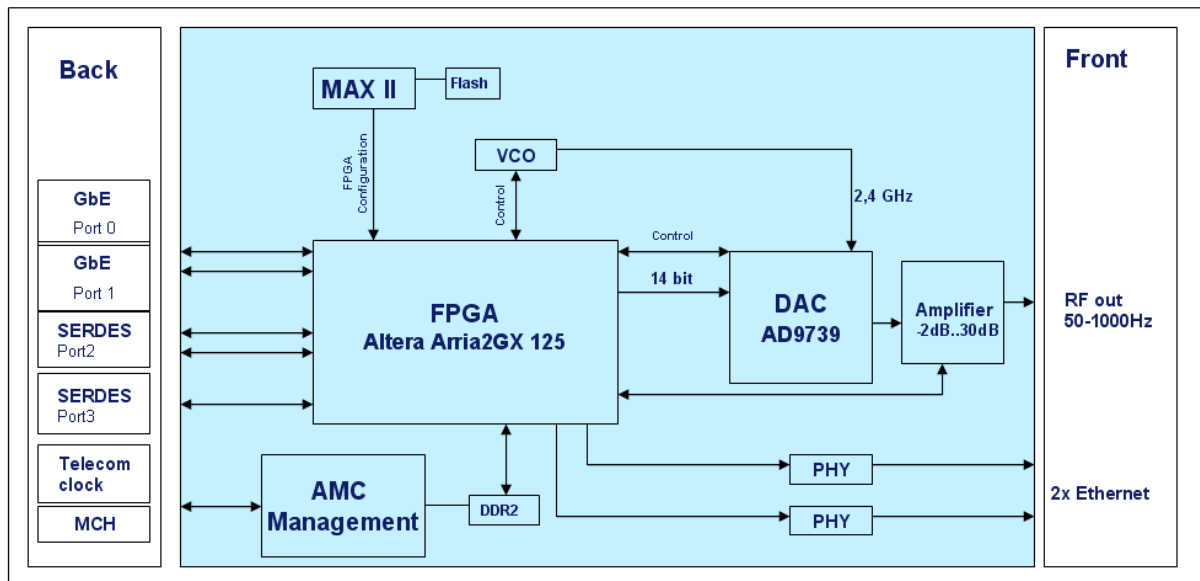 Back
GbE
Port 0
GbE
Port 1
SERDES
Port2
SERDES
Port3
Telecom
clock
MCH
MAX II
Flash
FPGA
Configuration
VCO
Control
2,4 GHz
Control
14 bit
FPGA
Altera Arria2GX 125
DAC
AD9739
Amplifier
-2dB..30dB
AMC
Management
DDR2
PHY
PHY
Front
RF out
50-1000Hz
2x Ethernet